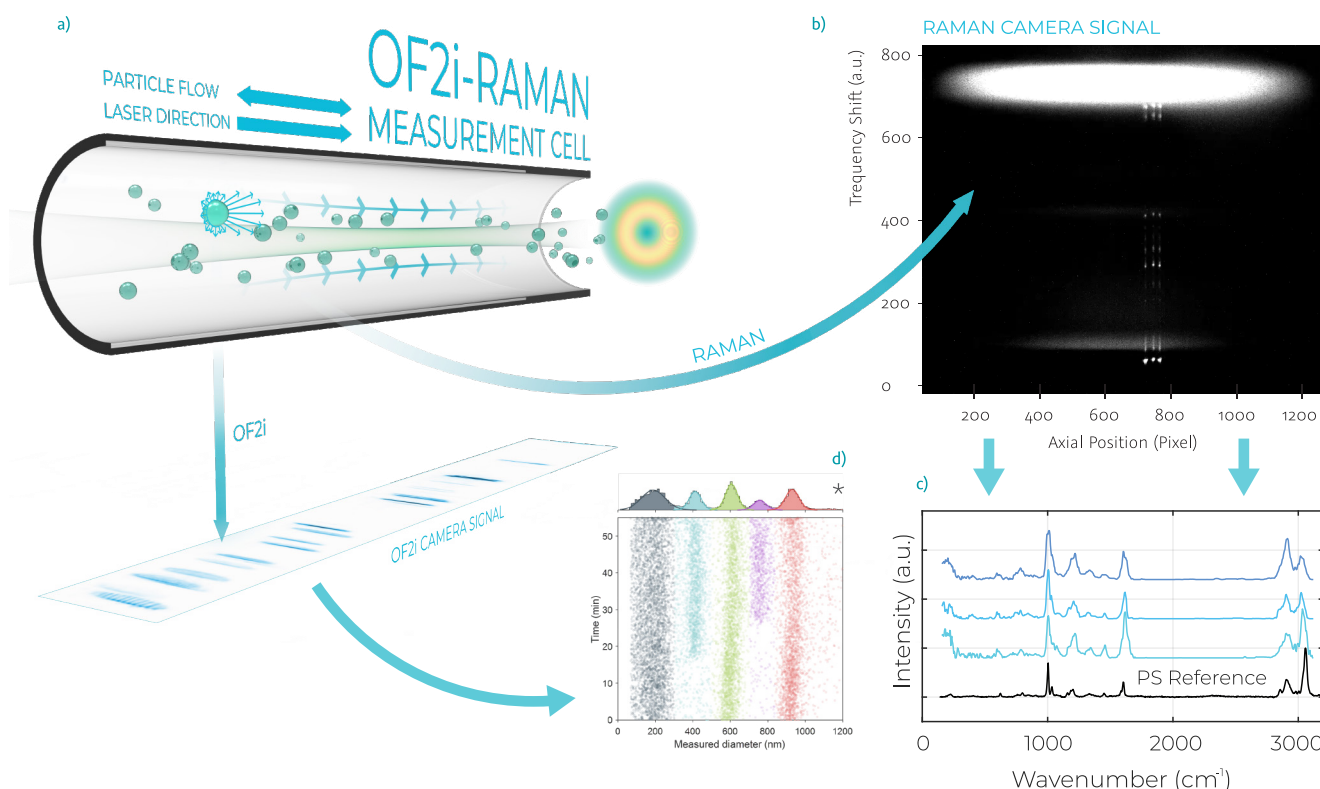 a)
PARTICLE FLOW
LASER DIRECTION
OF2i-RAMAN
MEASUREMENT CELL
RAMAN
OF2i
OF2i CAMERA SIGNAL
b)
RAMAN CAMERA SIGNAL
Trequency Shift (a.u.)
800
600
400
200
0
200
400
600
800
1000
1200
Axial Position (Pixel)
d)
*
Time (min)
50
40
30
20
10
0
0
200
400
600
800
1000
1200
Measured diameter (nm)
c)
Intensity (a.u.)
PS Reference
0
1000
2000
3000
Wavenumber (cm⁻¹)